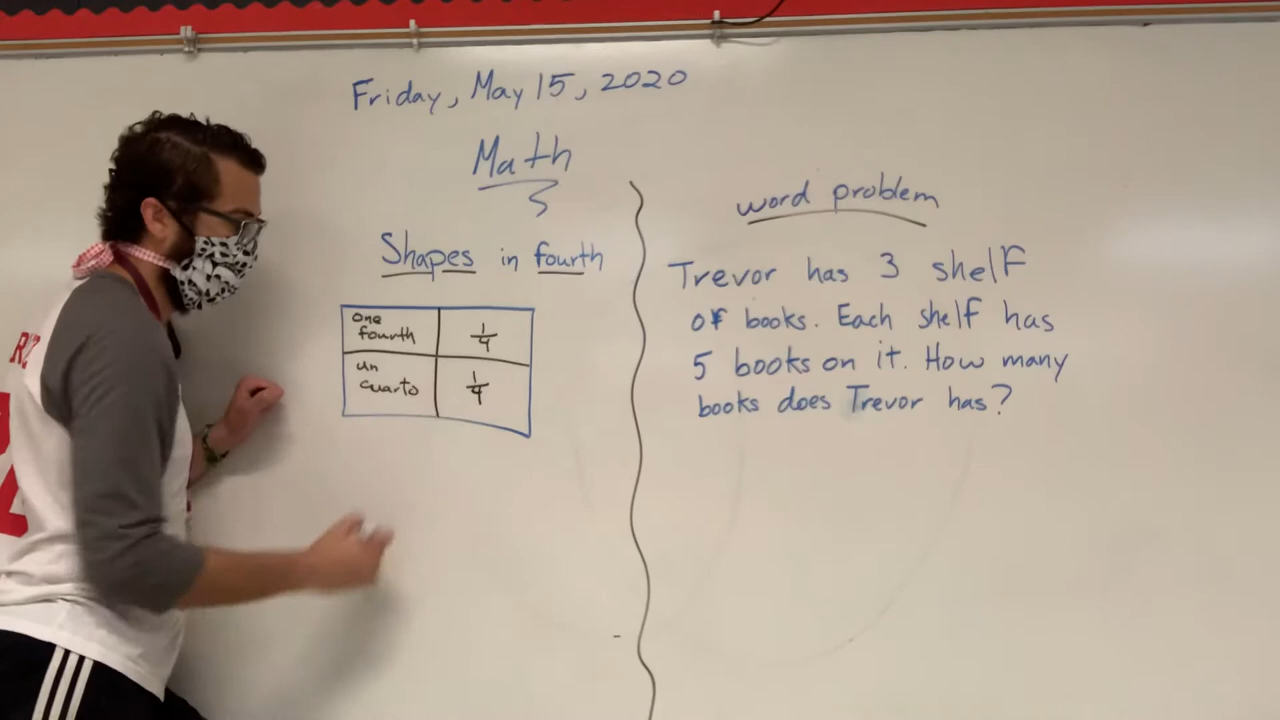 Friday, May 15, 2020
Math
Shapes in fourth
one
fourth
1/4
un
cuarto
1/4
word problem
Trevor has 3 shelf
of books. Each shelf has
5 books on it. How many
books does Trevor has?